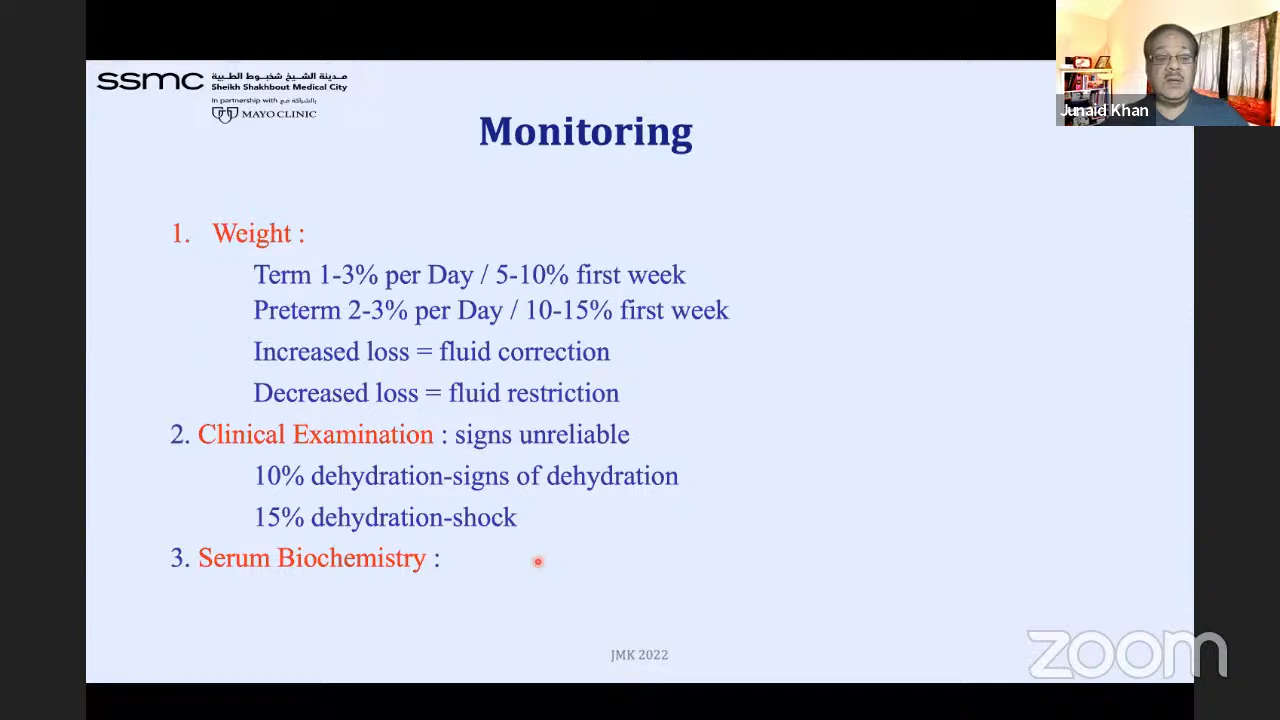 ssmc
مدينة الشيخ شخبوط الطبية
Sheikh Shakhbout Medical City
In partnership with بالشراكة مع
MAYO CLINIC
Junaid Khan
Monitoring
1. Weight :
Term 1-3% per Day / 5-10% first week
Preterm 2-3% per Day / 10-15% first week
Increased loss = fluid correction
Decreased loss = fluid restriction
2. Clinical Examination : signs unreliable
10% dehydration-signs of dehydration
15% dehydration-shock
3. Serum Biochemistry :
JMK 2022
zoom